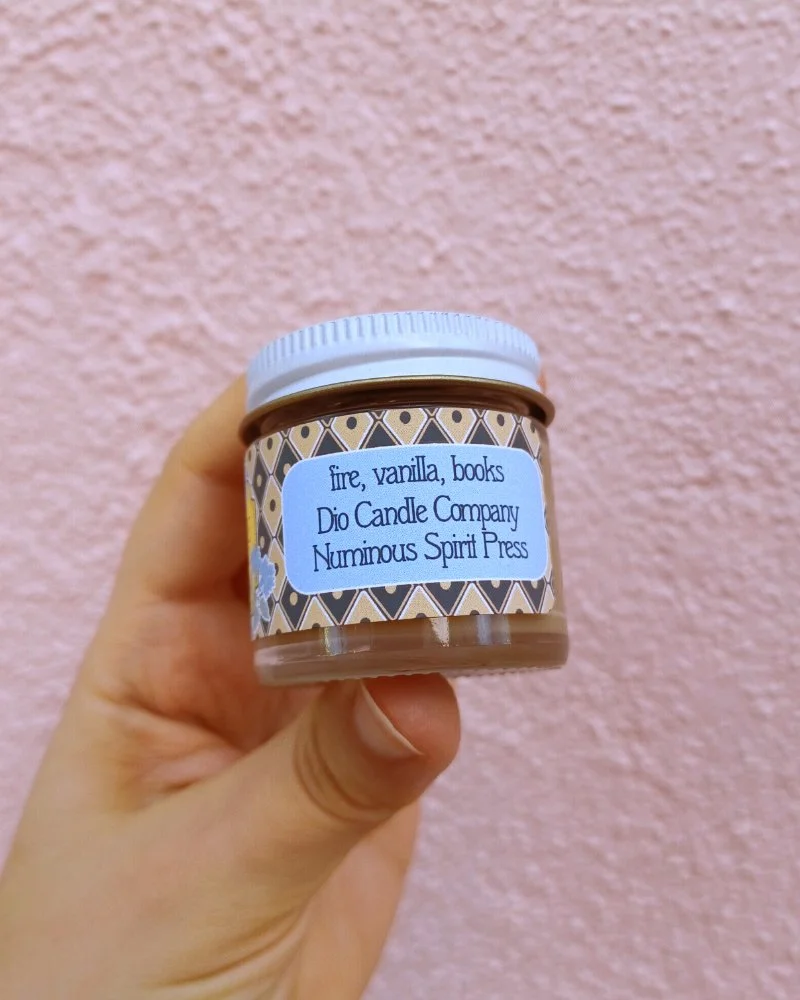 fire, vanilla, books
Dio Candle Company
Numinous Spirit Press